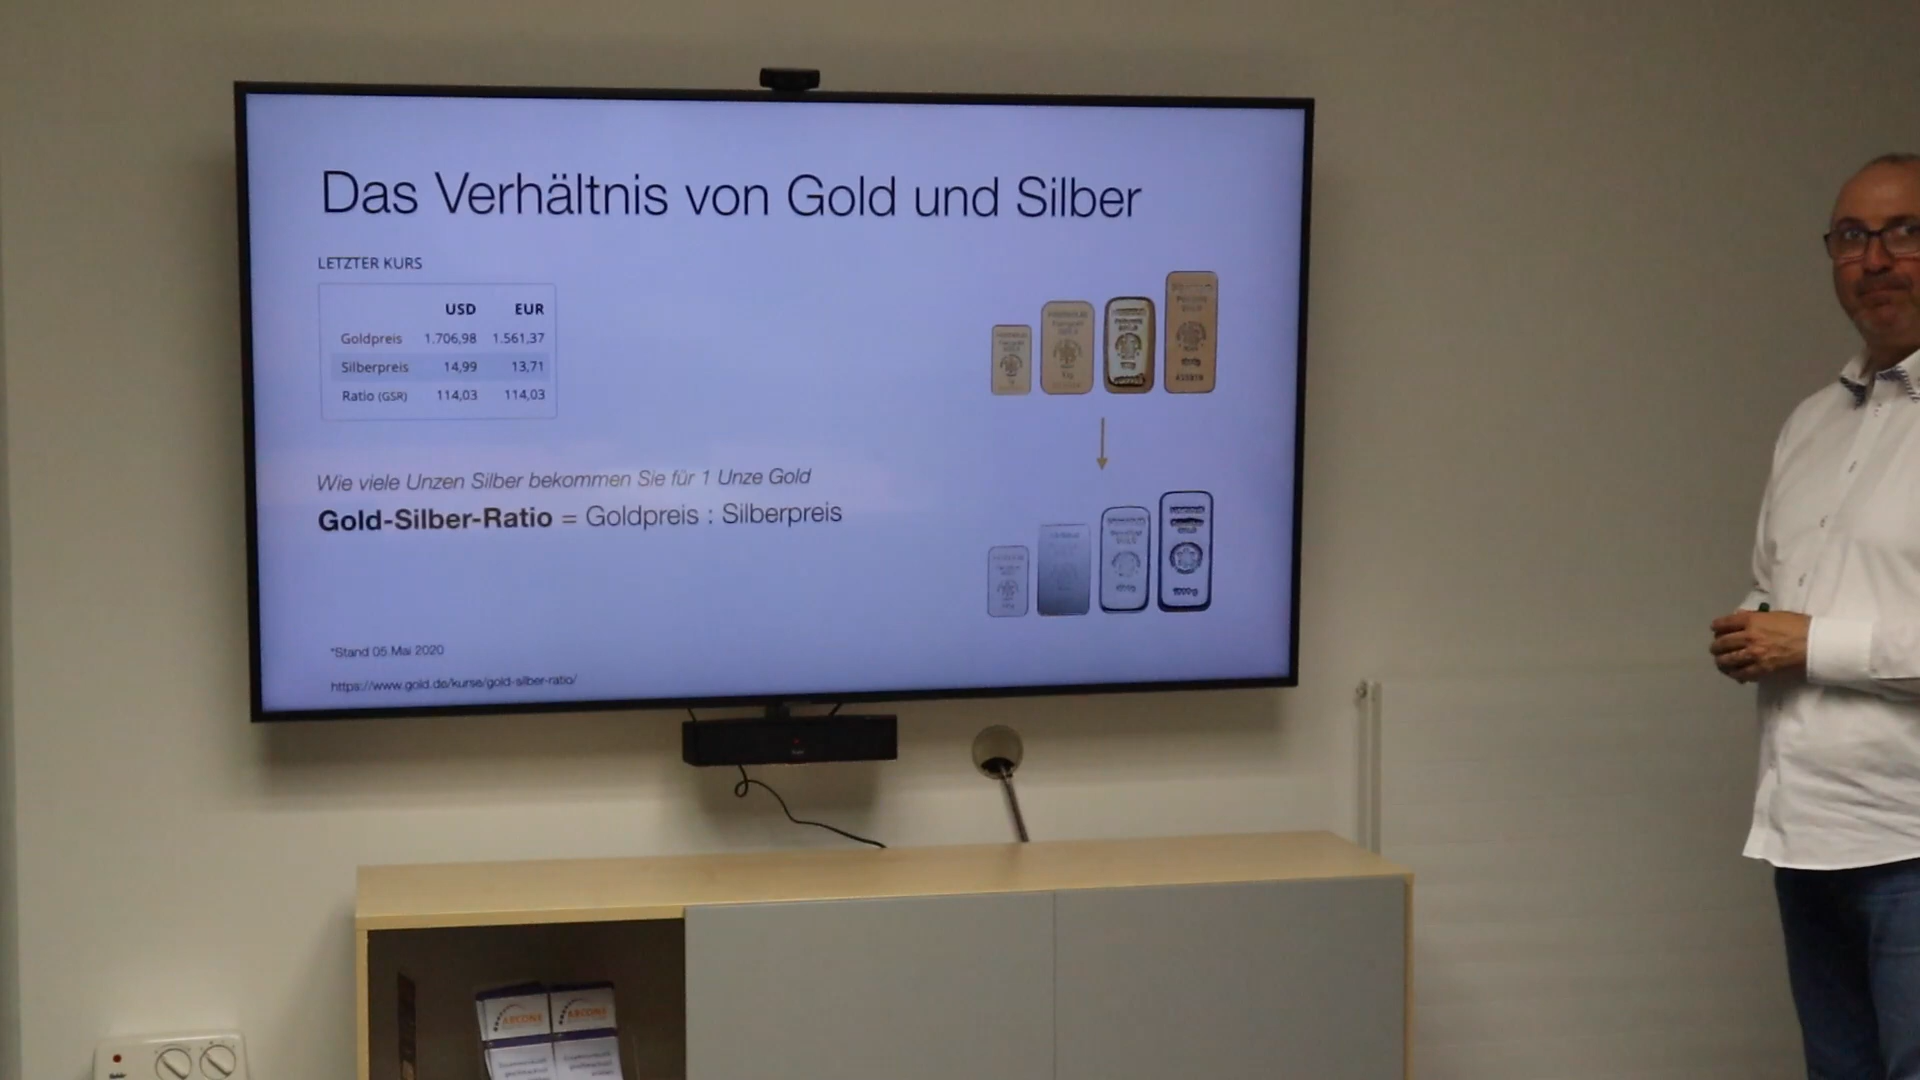 Das Verhältnis von Gold und Silber
LETZTER KURS
USD EUR
Goldpreis 1.706,98 1.561,37
Silberpreis 14,99 13,71
Ratio (GSR) 114,03 114,03
Wie viele Unzen Silber bekommen Sie für 1 Unze Gold
Gold-Silber-Ratio = Goldpreis : Silberpreis
*Stand 05 Mai 2020
https://www.gold.de/kurse/gold-silber-ratio/